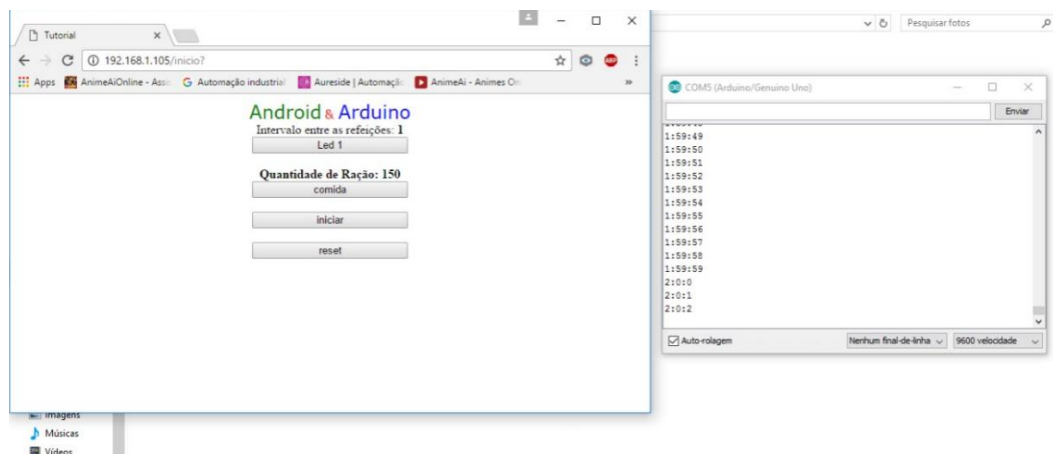 Tutorial
192.168.1.105/inicio?
Apps AnimeAiOnline - Assi Automação industrial Aureside | Automação AnimeAi - Animes On »
Android & Arduino
Intervalo entre as refeições: 1
Led 1
Quantidade de Ração: 150
comida
iniciar
reset
Imagens
Músicas
Vídeos
Pesquisar fotos
COM5 (Arduino/Genuino Uno)
Enviar
1:59:49
1:59:50
1:59:51
1:59:52
1:59:53
1:59:54
1:59:55
1:59:56
1:59:57
1:59:58
1:59:59
2:0:0
2:0:1
2:0:2
Auto-rolagem Nenhum final-de-linha 9600 velocidade